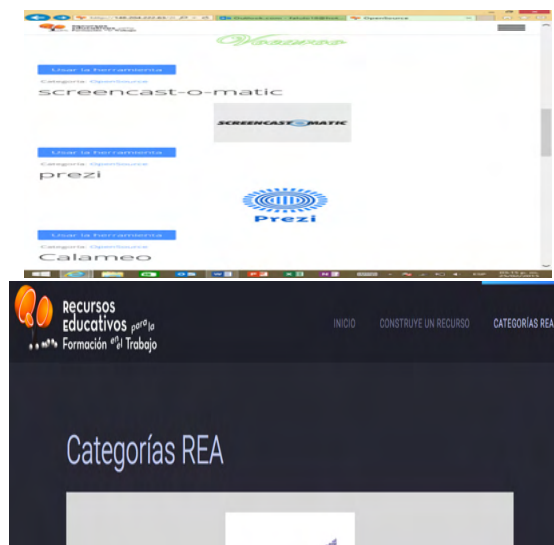 OpenSource
Vocaroo
Usar la herramienta
Categoría: OpenSource
screencast-o-matic
SCREENCAST MATIC
Usar la herramienta
Categoría: OpenSource
prezi
Prezi
Usar la herramienta
Categoría: OpenSource
Calameo
Recursos
Educativos para la
Formación en el Trabajo
INICIO CONSTRUYE UN RECURSO CATEGORÍAS REA
Categorías REA